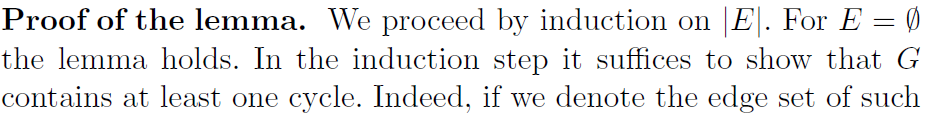 Proof of the lemma. We proceed by induction on |E|. For E = ∅
the lemma holds. In the induction step it suffices to show that G
contains at least one cycle. Indeed, if we denote the edge set of such